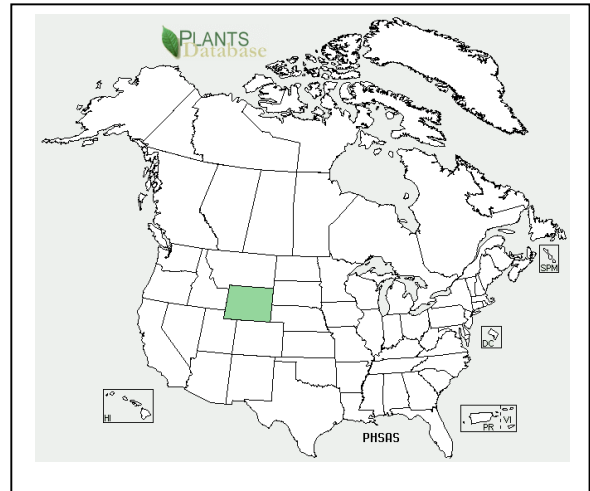 PLANTS
Database
SPM
DC
HI
PR
VI
PHSAS